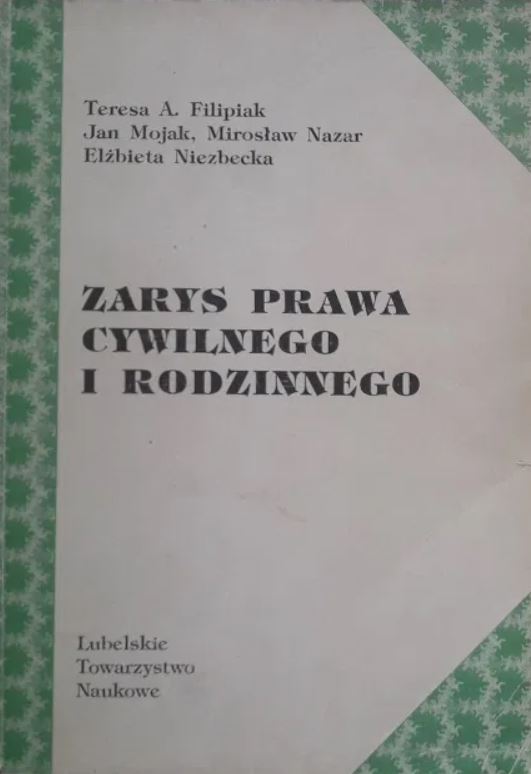 Teresa A. Filipiak
Jan Mojak, Mirosław Nazar
Elżbieta Niezbecka
ZARYS PRAWA
CYWILNEGO
I RODZINNEGO
Lubelskie
Towarzystwo
Naukowe